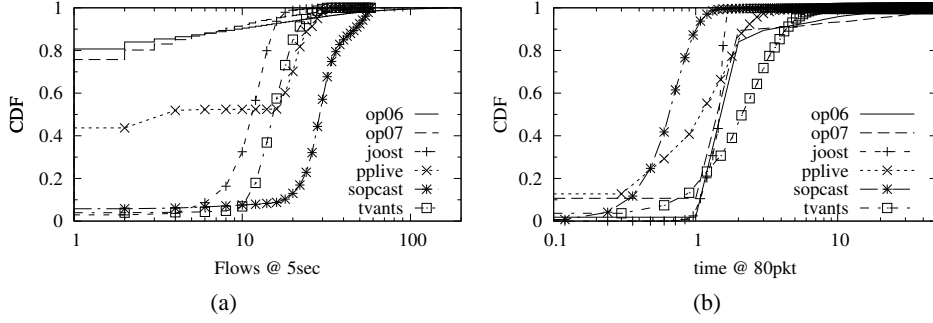 1
0.8
0.6
0.4
0.2
0
CDF
op06
op07
joost
pplive
sopcast
tvants
1 10 100
Flows @ 5sec
(a)
1
0.8
0.6
0.4
0.2
0
CDF
op06
op07
joost
pplive
sopcast
tvants
0.1 1 10
time @ 80pkt
(b)